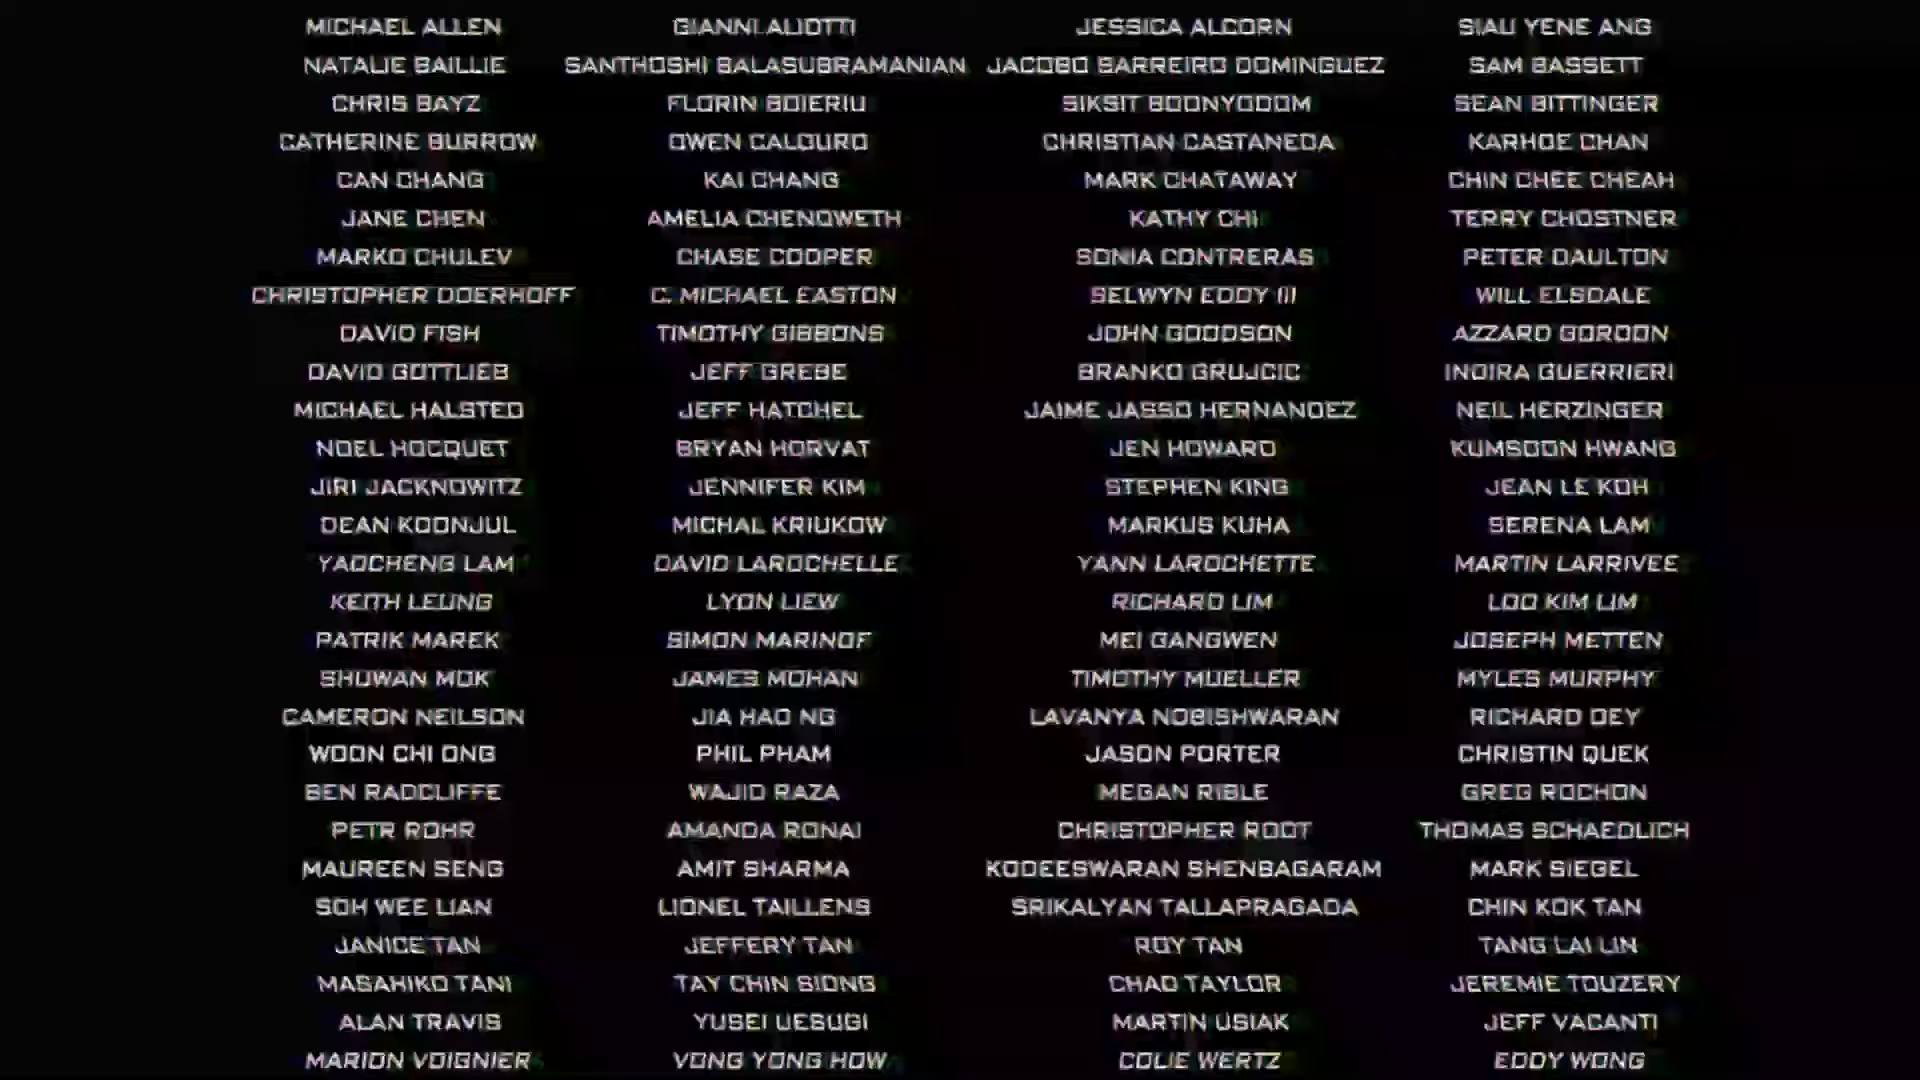 MICHAEL ALLEN GIANNI ALIOTTI JESSICA ALCORN SIAU YENE ANG
NATALIE BAILLIE SANTHOSHI BALASUBRAMANIAN JACOBO BARREIRO DOMINGUEZ SAM BASSETT
CHRIS BAYZ FLORIN BOIERIU SIKSIT BOONYODOM SEAN BITTINGER
CATHERINE BURROW OWEN CALOURO CHRISTIAN CASTANEDA KARHOE CHAN
CAN CHANG KAI CHANG MARK CHATAWAY CHIN CHEE CHEAH
JANE CHEN AMELIA CHENOWETH KATHY CHI TERRY CHOSTNER
MARKO CHULEV CHASE COOPER SONIA CONTRERAS PETER DAULTON
CHRISTOPHER DOERHOFF C. MICHAEL EASTON SELWYN EDDY III WILL ELSDALE
DAVID FISH TIMOTHY GIBBONS JOHN GOODSON AZZARD GORDON
DAVID GOTTLIEB JEFF GREBE BRANKO GRUJCIC INDIRA GUERRIERI
MICHAEL HALSTED JEFF HATCHEL JAIME JASSO HERNANDEZ NEIL HERZINGER
NOEL HOCQUET BRYAN HORVAT JEN HOWARD KUMSOON HWANG
JIRI JACKNOWITZ JENNIFER KIM STEPHEN KING JEAN LE KOH
DEAN KOONJUL MICHAL KRIUKOW MARKUS KUHA SERENA LAM
YAOCHENG LAM DAVID LAROCHELLE YANN LAROCHETTE MARTIN LARRIVEE
KEITH LEUNG LYON LIEW RICHARD LIM LOO KIM LIM
PATRIK MAREK SIMON MARINOF MEI GANGWEN JOSEPH METTEN
SHUWAN MOK JAMES MOHAN TIMOTHY MUELLER MYLES MURPHY
CAMERON NEILSON JIA HAO NG LAVANYA NOBISHWARAN RICHARD OEY
WOON CHI ONG PHIL PHAM JASON PORTER CHRISTIN QUEK
BEN RADCLIFFE WAJID RAZA MEGAN RIBLE GREG ROCHON
PETR ROHR AMANDA RONAI CHRISTOPHER ROOT THOMAS SCHAEDLICH
MAUREEN SENG AMIT SHARMA KODEESWARAN SHENBAGARAM MARK SIEGEL
SOH WEE LIAN LIONEL TAILLENS SRIKALYAN TALLAPRAGADA CHIN KOK TAN
JANICE TAN JEFFERY TAN ROY TAN TANG LAI LIN
MASAHIKO TANI TAY CHIN SIONG CHAD TAYLOR JEREMIE TOUZERY
ALAN TRAVIS YUSEI UESUGI MARTIN USIAK JEFF VACANTI
MARION VOIGNIER VONG YONG HOW COLIE WERTZ EDDY WONG